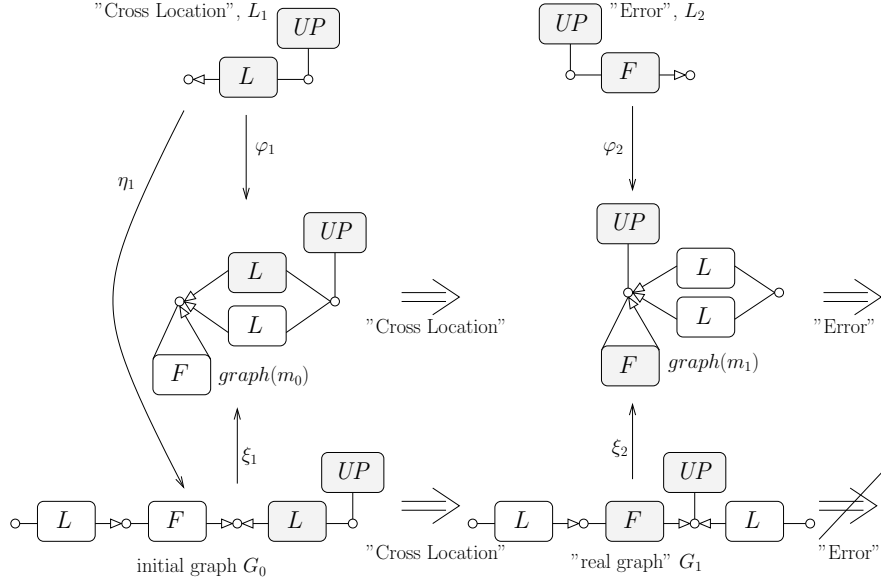 "Cross Location", L₁
UP
L
"Error", L₂
UP
F
φ₁
φ₂
η₁
UP
L
L
F
graph(m₀)
"Cross Location"
UP
L
L
F
graph(m₁)
"Error"
ξ₁
ξ₂
UP
L
F
L
"Cross Location"
initial graph G₀
UP
L
F
L
"Error"
"real graph" G₁